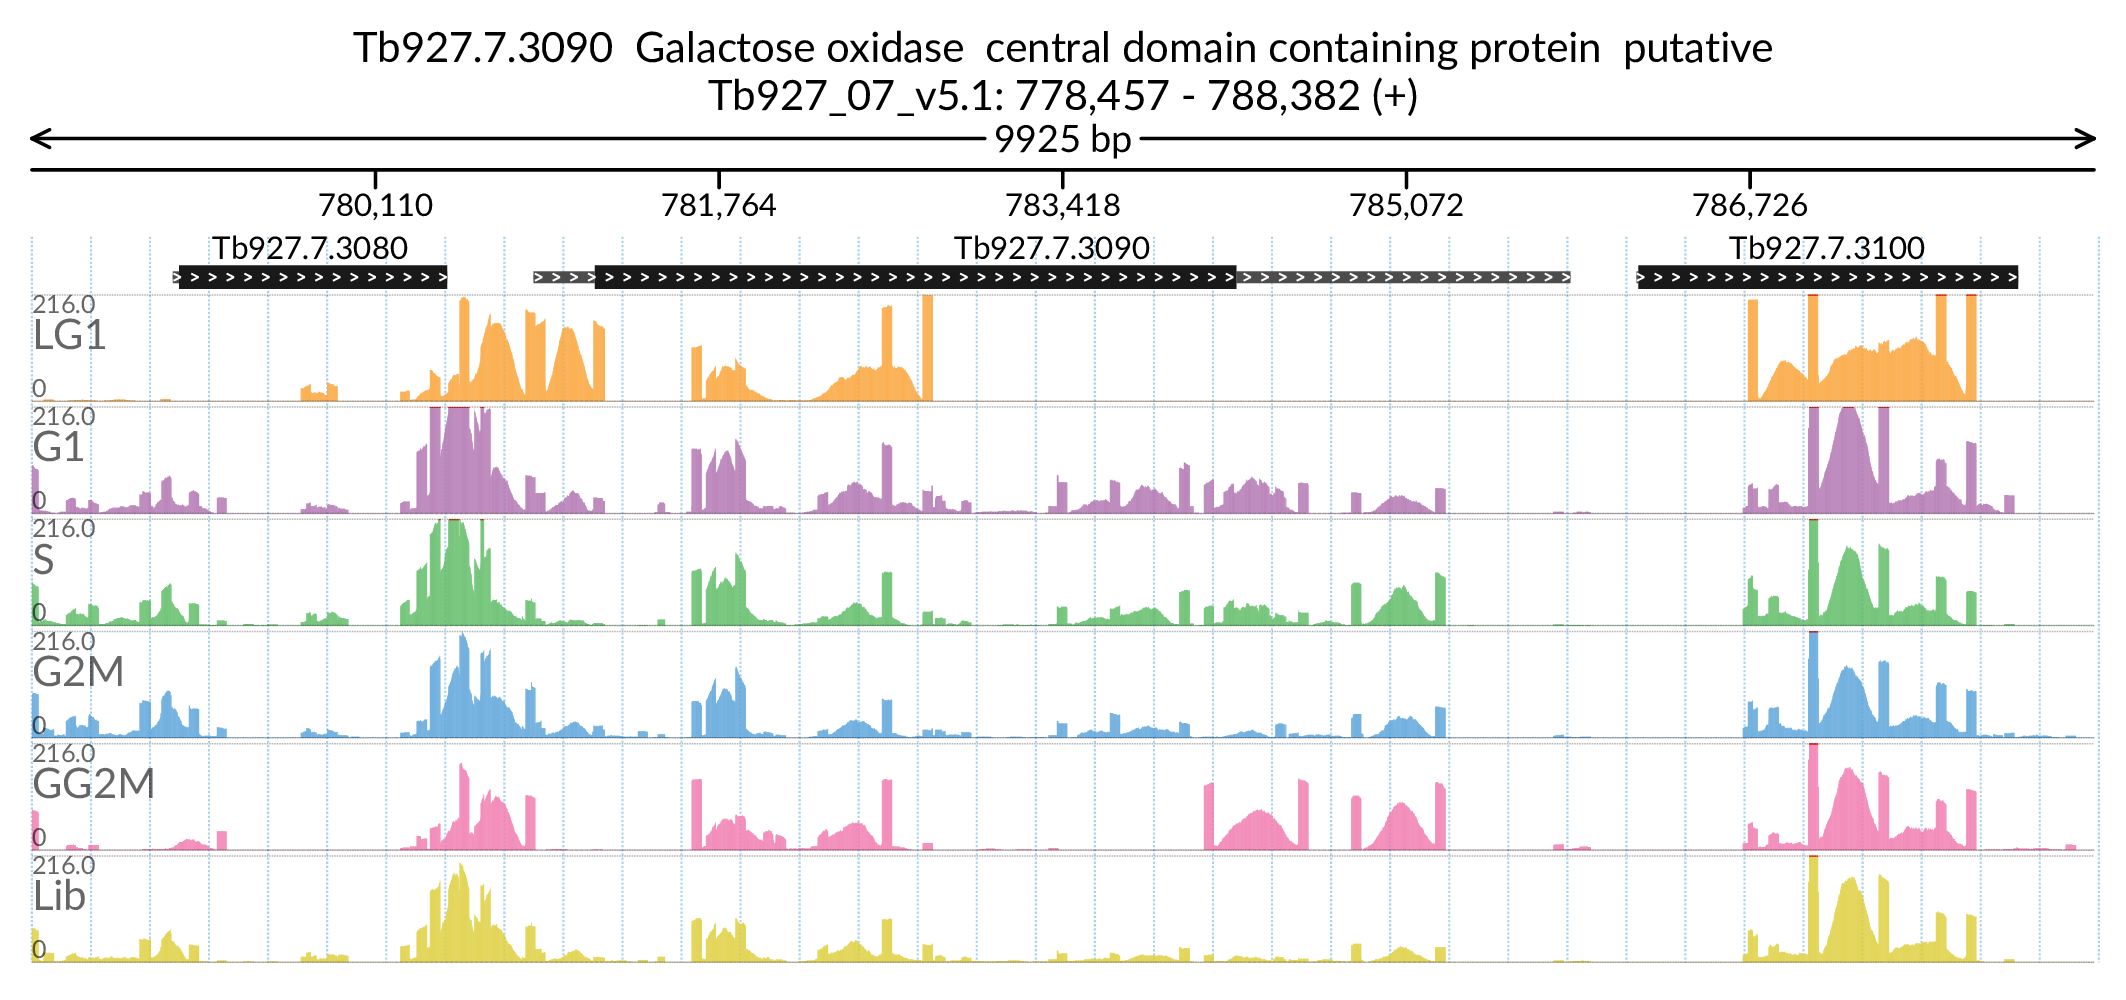 Tb927.7.3090  Galactose oxidase  central domain containing protein  putative
Tb927_07_v5.1: 778,457 - 788,382 (+)
9925 bp
780,110 781,764 783,418 785,072 786,726
Tb927.7.3080 Tb927.7.3090 Tb927.7.3100
216.0
LG1
0
216.0
G1
0
216.0
S
0
216.0
G2M
0
216.0
GG2M
0
216.0
Lib
0